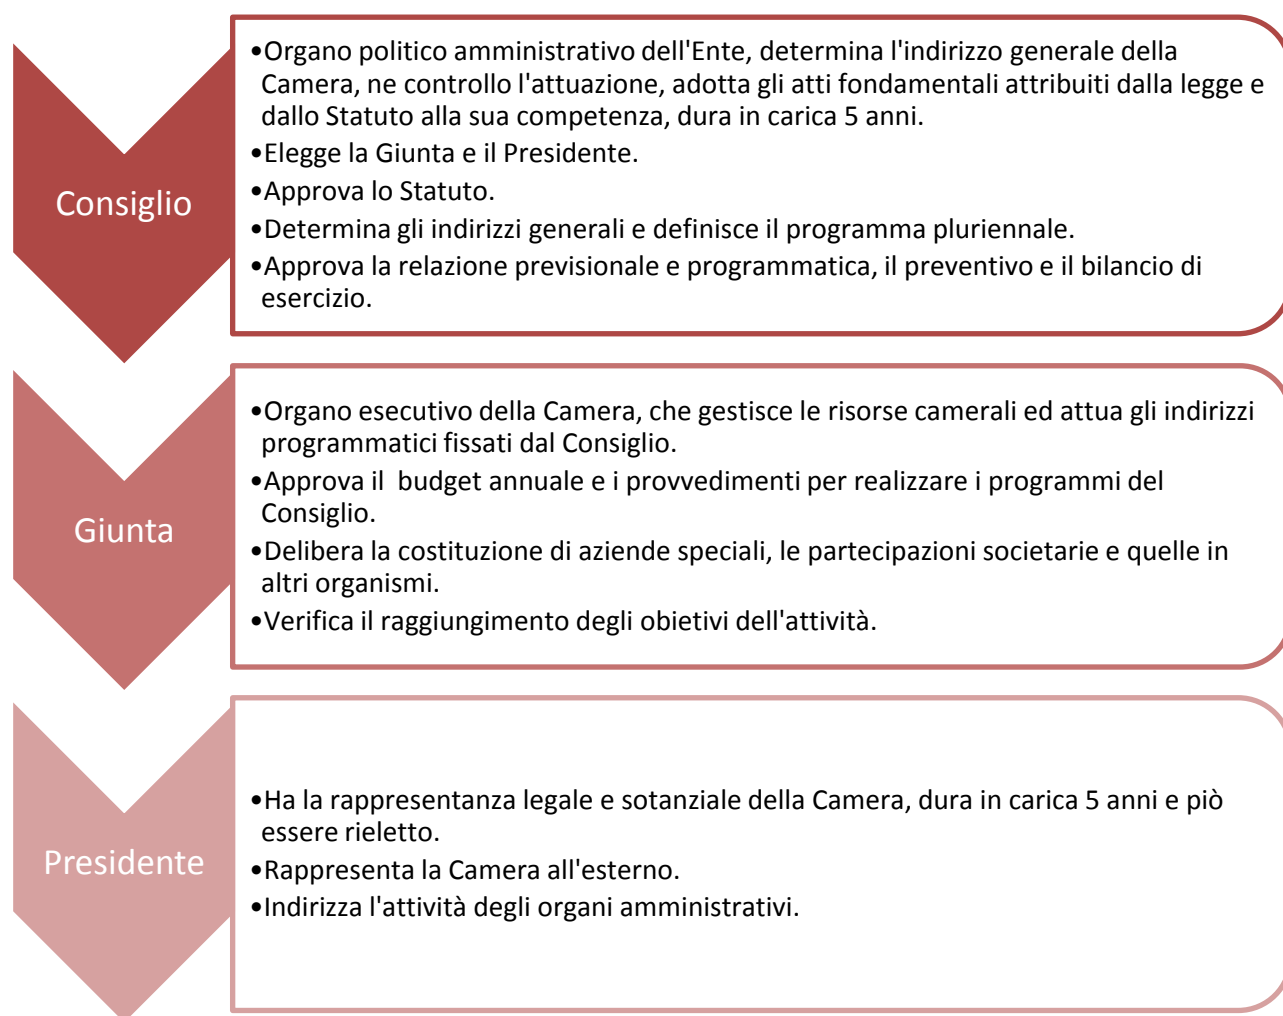 Consiglio
•Organo politico amministrativo dell'Ente, determina l'indirizzo generale della
Camera, ne controllo l'attuazione, adotta gli atti fondamentali attribuiti dalla legge e
dallo Statuto alla sua competenza, dura in carica 5 anni.
•Elegge la Giunta e il Presidente.
•Approva lo Statuto.
•Determina gli indirizzi generali e definisce il programma pluriennale.
•Approva la relazione previsionale e programmatica, il preventivo e il bilancio di
esercizio.
Giunta
•Organo esecutivo della Camera, che gestisce le risorse camerali ed attua gli indirizzi
programmatici fissati dal Consiglio.
•Approva il  budget annuale e i provvedimenti per realizzare i programmi del
Consiglio.
•Delibera la costituzione di aziende speciali, le partecipazioni societarie e quelle in
altri organismi.
•Verifica il raggiungimento degli obietivi dell'attività.
Presidente
•Ha la rappresentanza legale e sotanziale della Camera, dura in carica 5 anni e piò
essere rieletto.
•Rappresenta la Camera all'esterno.
•Indirizza l'attività degli organi amministrativi.